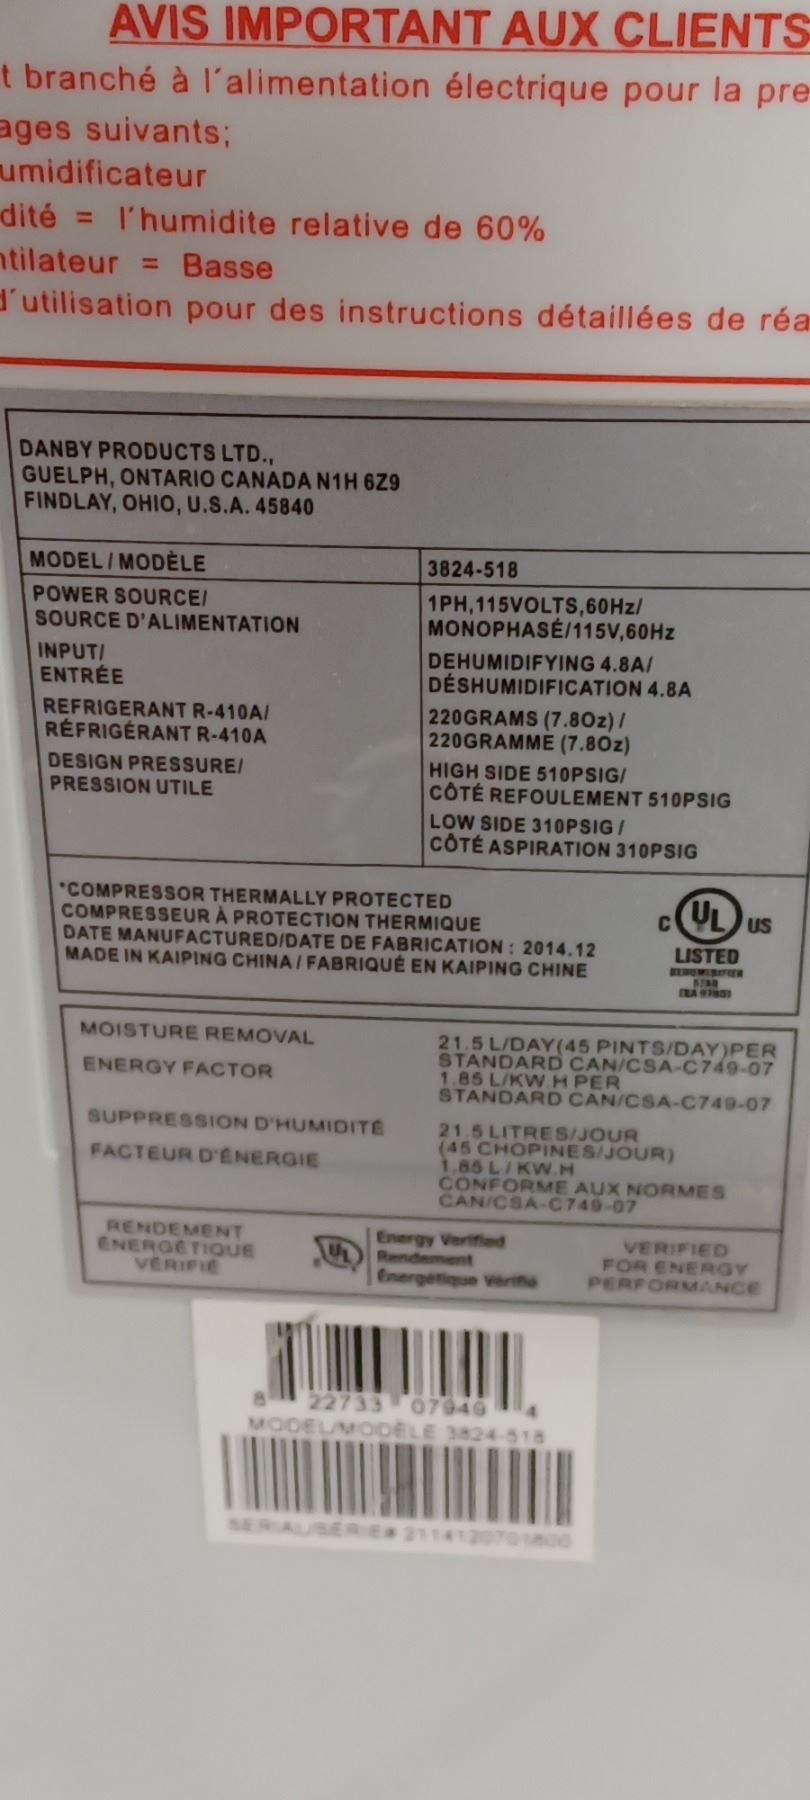 AVIS IMPORTANT AUX CLIENTS
t branché à l´alimentation électrique pour la pre
ages suivants;
umidificateur
dité = l´humidite relative de 60%
ntilateur = Basse
d´utilisation pour des instructions détaillées de réa
DANBY PRODUCTS LTD.,
GUELPH, ONTARIO CANADA N1H 6Z9
FINDLAY, OHIO, U.S.A. 45840
MODEL / MODÈLE
3824-518
POWER SOURCE/
SOURCE D'ALIMENTATION
1PH,115VOLTS,60Hz/
MONOPHASÉ/115V,60Hz
INPUT/
ENTRÉE
DEHUMIDIFYING 4.8A/
DÉSHUMIDIFICATION 4.8A
REFRIGERANT R-410A/
RÉFRIGÉRANT R-410A
220GRAMS (7.8Oz) /
220GRAMME (7.8Oz)
DESIGN PRESSURE/
PRESSION UTILE
HIGH SIDE 510PSIG/
CÔTÉ REFOULEMENT 510PSIG
LOW SIDE 310PSIG /
CÔTÉ ASPIRATION 310PSIG
*COMPRESSOR THERMALLY PROTECTED
COMPRESSEUR À PROTECTION THERMIQUE
DATE MANUFACTURED/DATE DE FABRICATION : 2014.12
MADE IN KAIPING CHINA / FABRIQUÉ EN KAIPING CHINE
C UL US
LISTED
DEHUMIDIFIER
MOISTURE REMOVAL
21.5 L/DAY(45 PINTS/DAY)PER
STANDARD CAN/CSA-C749-07
ENERGY FACTOR
1.85 L/KW.H PER
STANDARD CAN/CSA-C749-07
SUPPRESSION D'HUMIDITÉ
21.5 LITRES/JOUR
(45 CHOPINES/JOUR)
FACTEUR D'ÉNERGIE
1.85 L / KW.H
CONFORME AUX NORMES
CAN/CSA-C749-07
RENDEMENT
ÉNERGÉTIQUE
VÉRIFIÉ
UL
Energy Verified
Rendement
Énergétique Vérifié
VERIFIED
FOR ENERGY
PERFORMANCE
8 22733 07949 4
MODEL/MODÈLE 3824-518
SERIAL/SÉRIE# 2114120701600